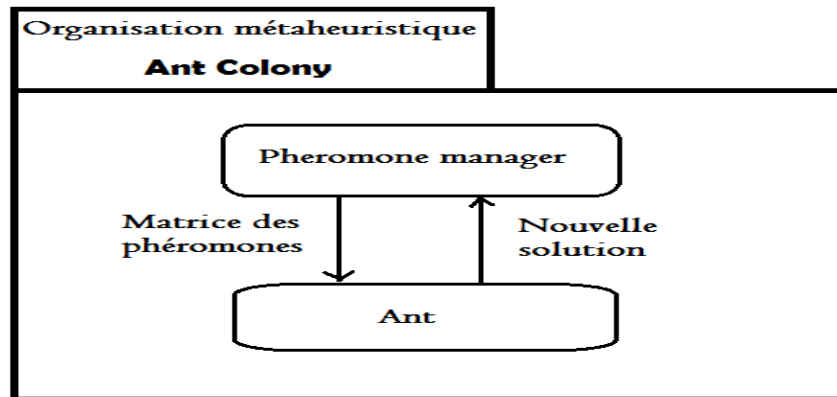 Organisation métaheuristique
Ant Colony
Pheromone manager
Matrice des
phéromones
Nouvelle
solution
Ant